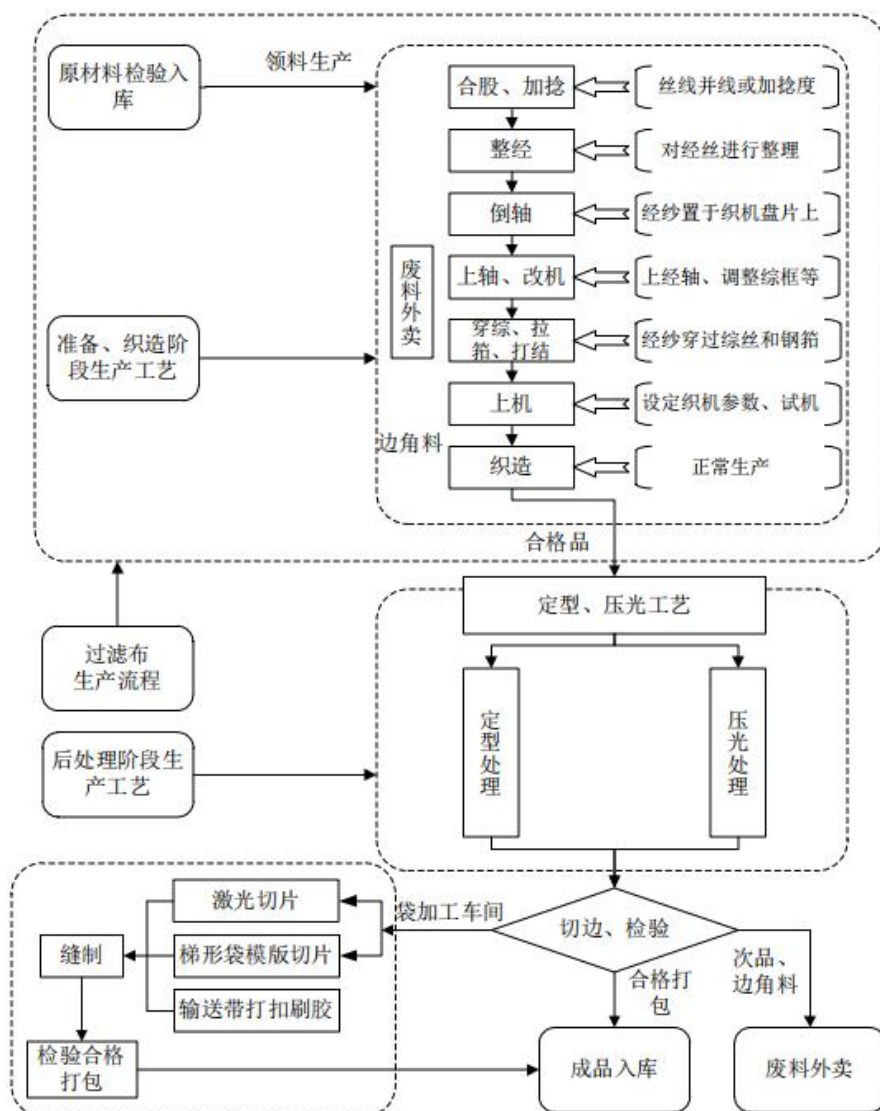 原材料检验入
库
领料生产
合股、加捻
丝线并线或加捻度
整经
对经丝进行整理
倒轴
经纱置于织机盘片上
废
料
外
卖
上轴、改机
上经轴、调整综框等
准备、织造阶
段生产工艺
穿综、拉
筘、打结
经纱穿过综丝和钢筘
上机
设定织机参数、试机
边角料
织造
正常生产
合格品
定型、压光工艺
过滤布
生产流程
定
型
处
理
压
光
处
理
后处理阶段生
产工艺
激光切片
袋加工车间
切边、检验
缝制
梯形袋模版切片
次品、
边角料
合格打
包
输送带打扣刷胶
检验合格
打包
成品入库
废料外卖